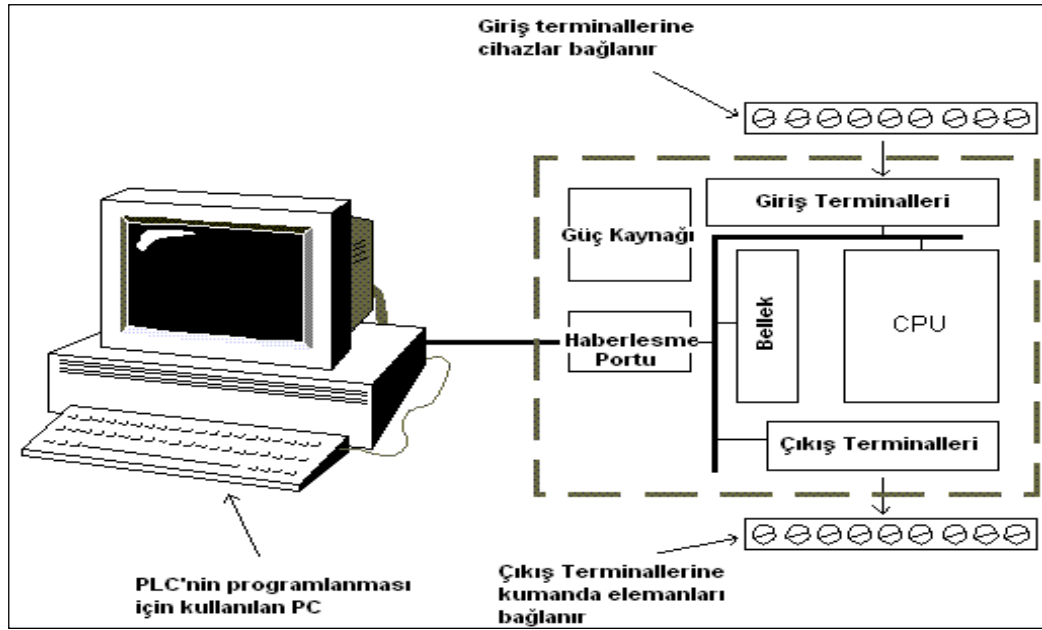 Giriş terminallerine
cihazlar bağlanır
Giriş Terminalleri
Güç Kaynağı
Bellek
CPU
Haberlesme
Portu
Çıkış Terminalleri
PLC'nin programlanması
için kullanılan PC
Çıkış Terminallerine
kumanda elemanları
bağlanır